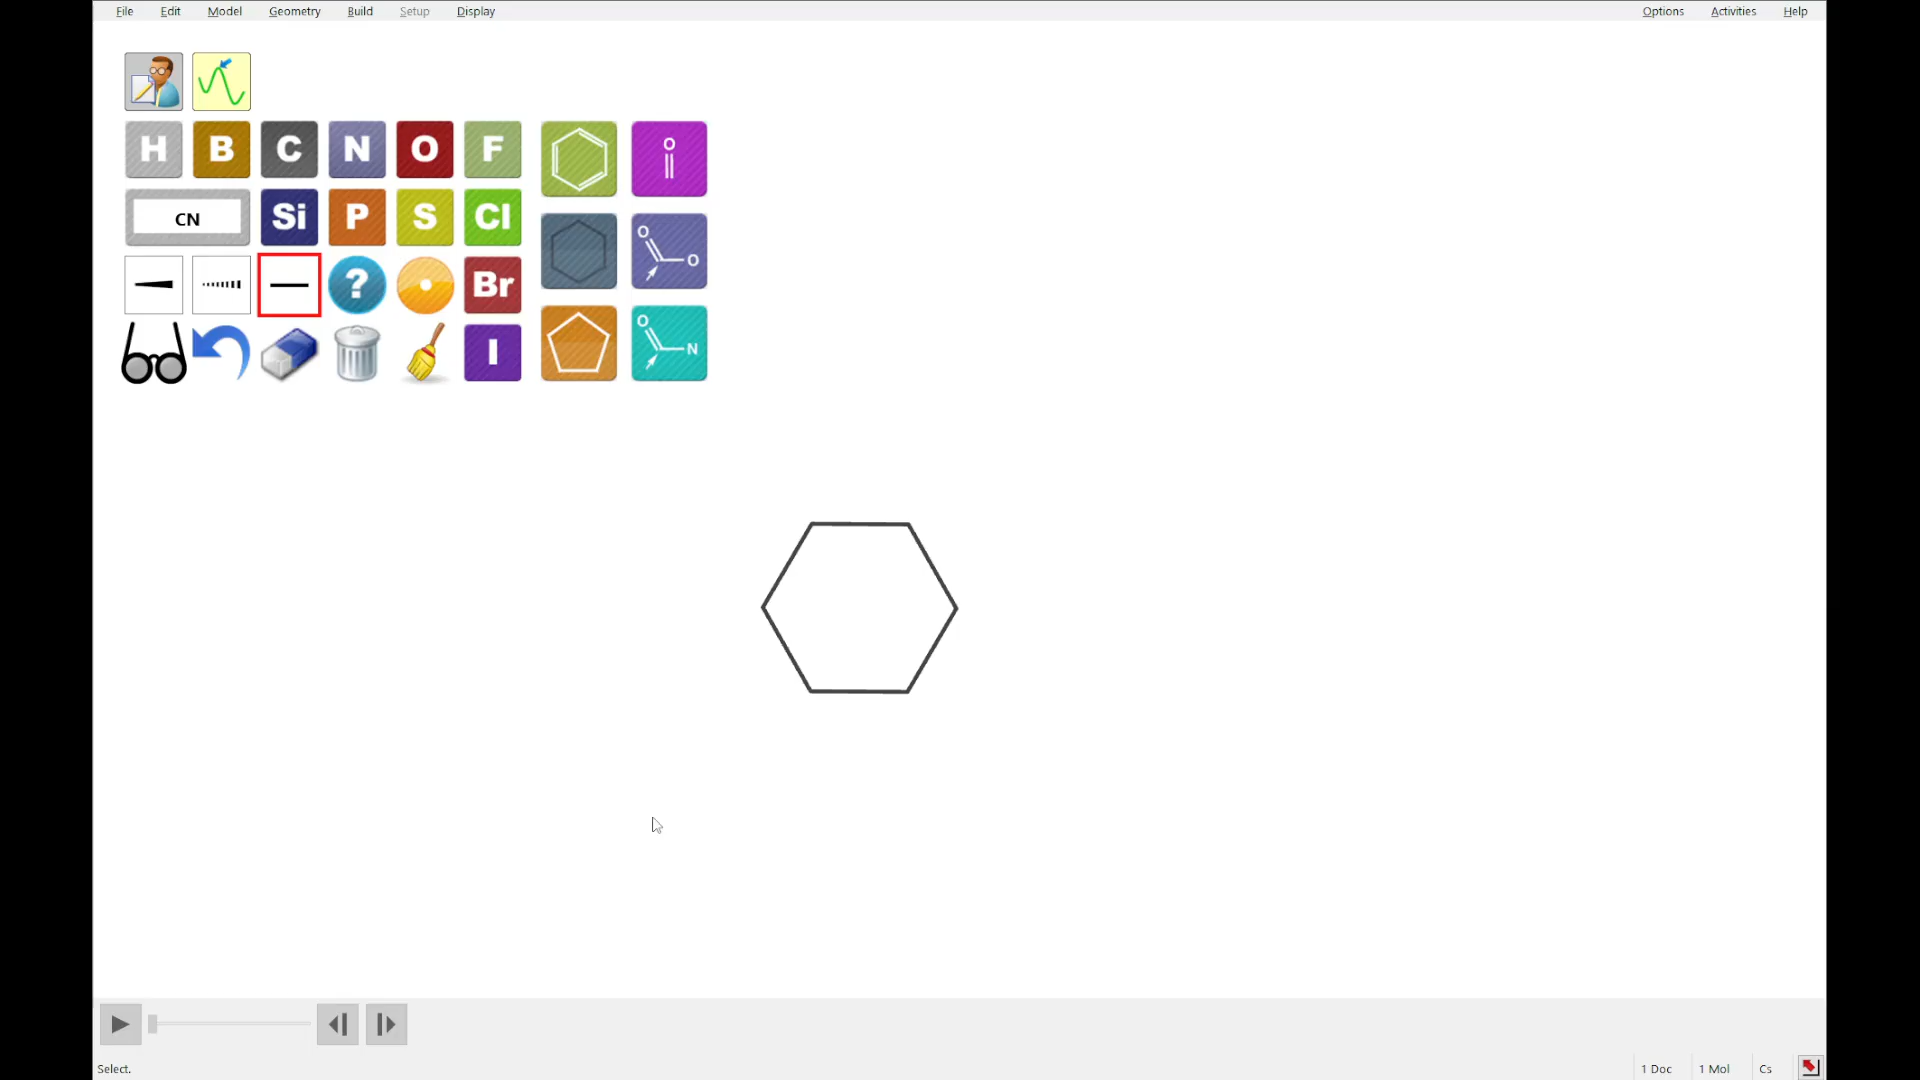 File Edit Model Geometry Build Setup Display Options Activities Help
H B C N O F O
CN Si P S Cl O O
? Br
I O N
Select. 1 Doc 1 Mol Cs